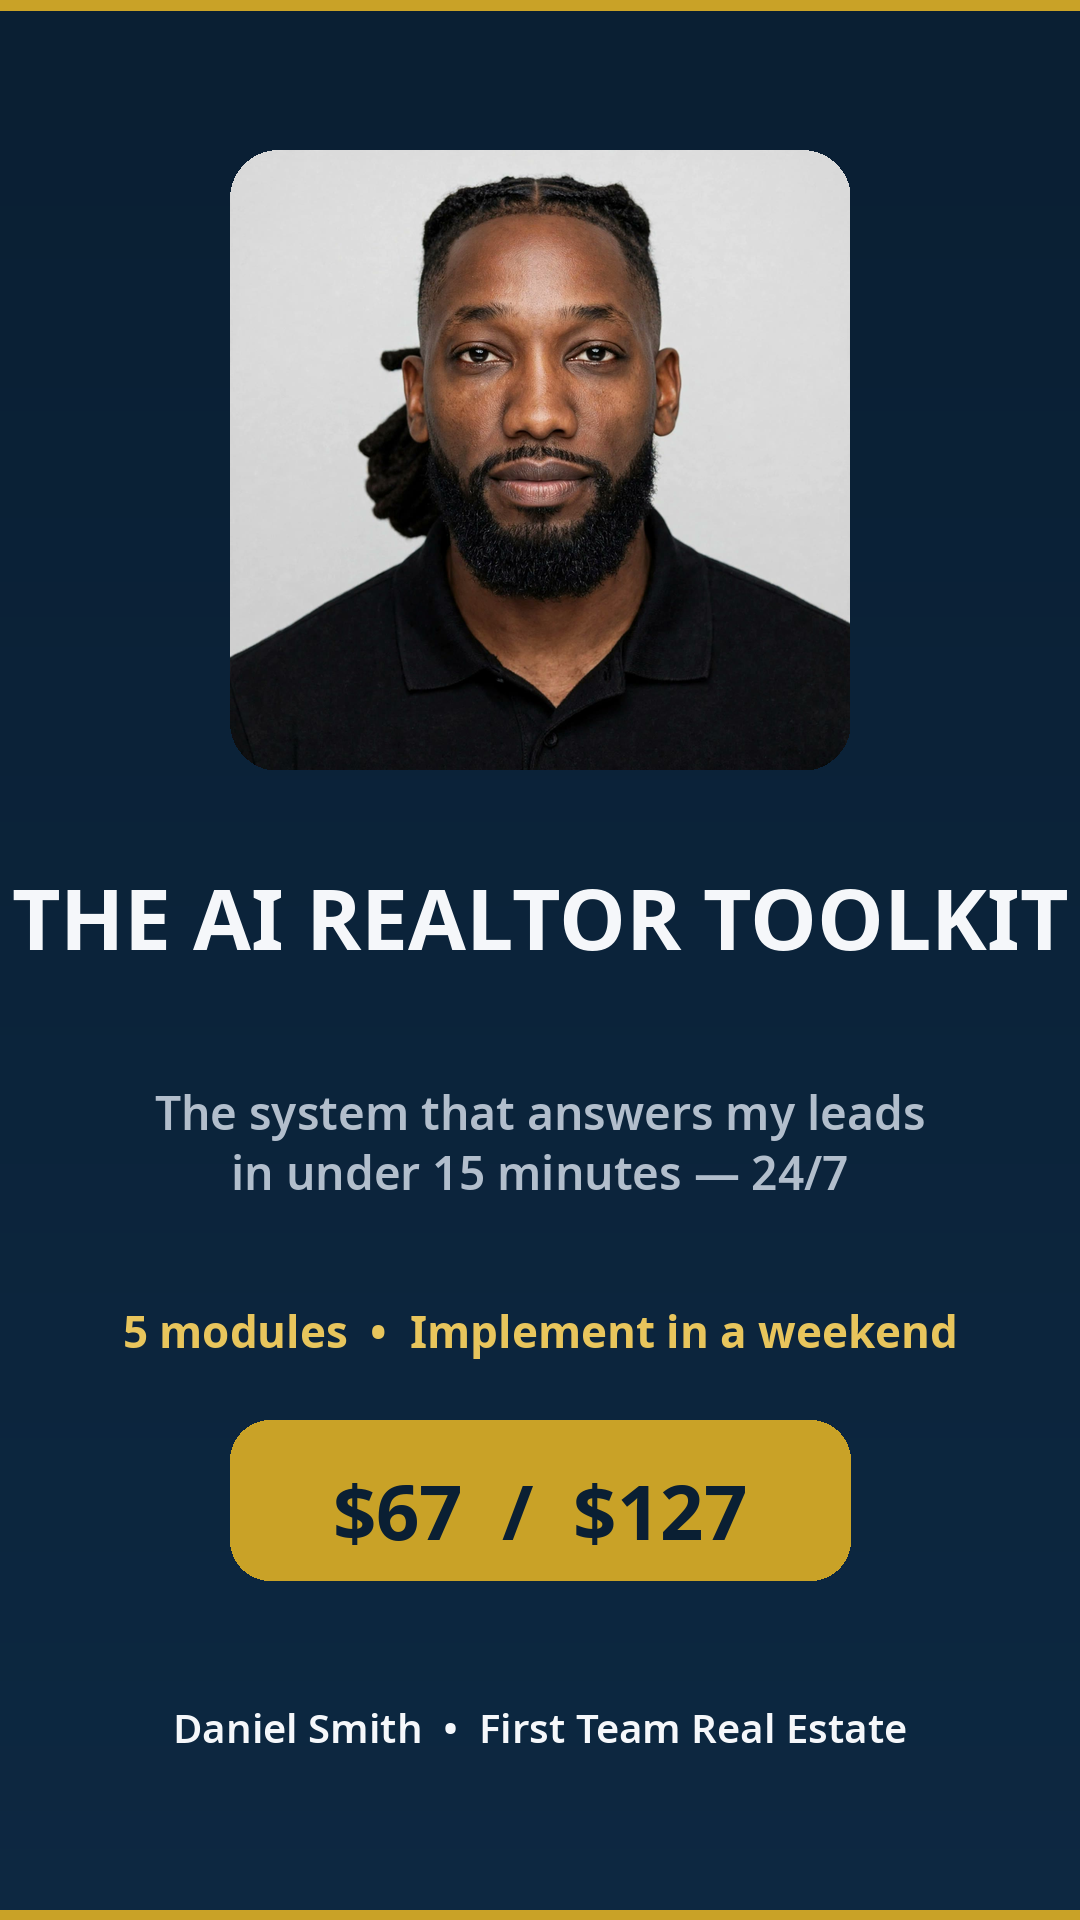 THE AI REALTOR TOOLKIT
The system that answers my leads
in under 15 minutes — 24/7
5 modules • Implement in a weekend
$67 / $127
Daniel Smith • First Team Real Estate